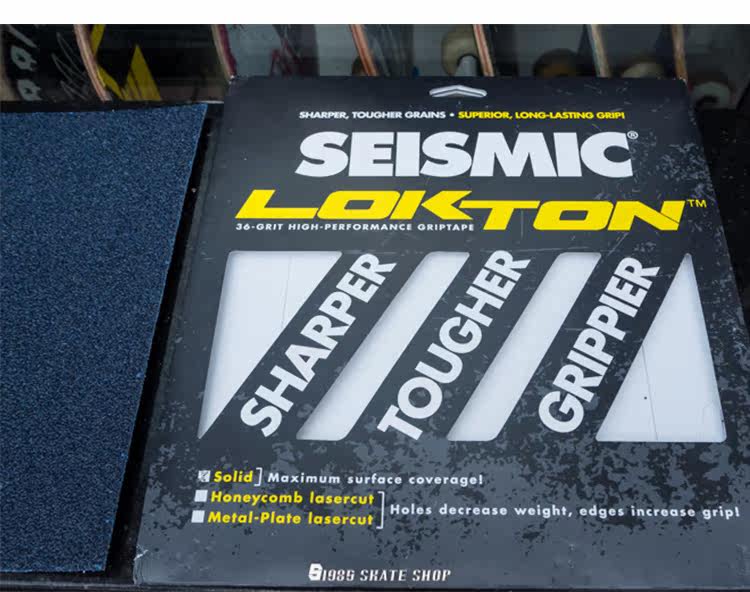 SHARPER, TOUGHER GRAINS • SUPERIOR, LONG-LASTING GRIP!
SEISMIC®
LOKTON™
36-GRIT HIGH-PERFORMANCE GRIPTAPE
SHARPER
TOUGHER
GRIPPIER
Solid] Maximum surface coverage!
Honeycomb lasercut
Metal-Plate lasercut
Holes decrease weight, edges increase grip!
1986 SKATE SHOP